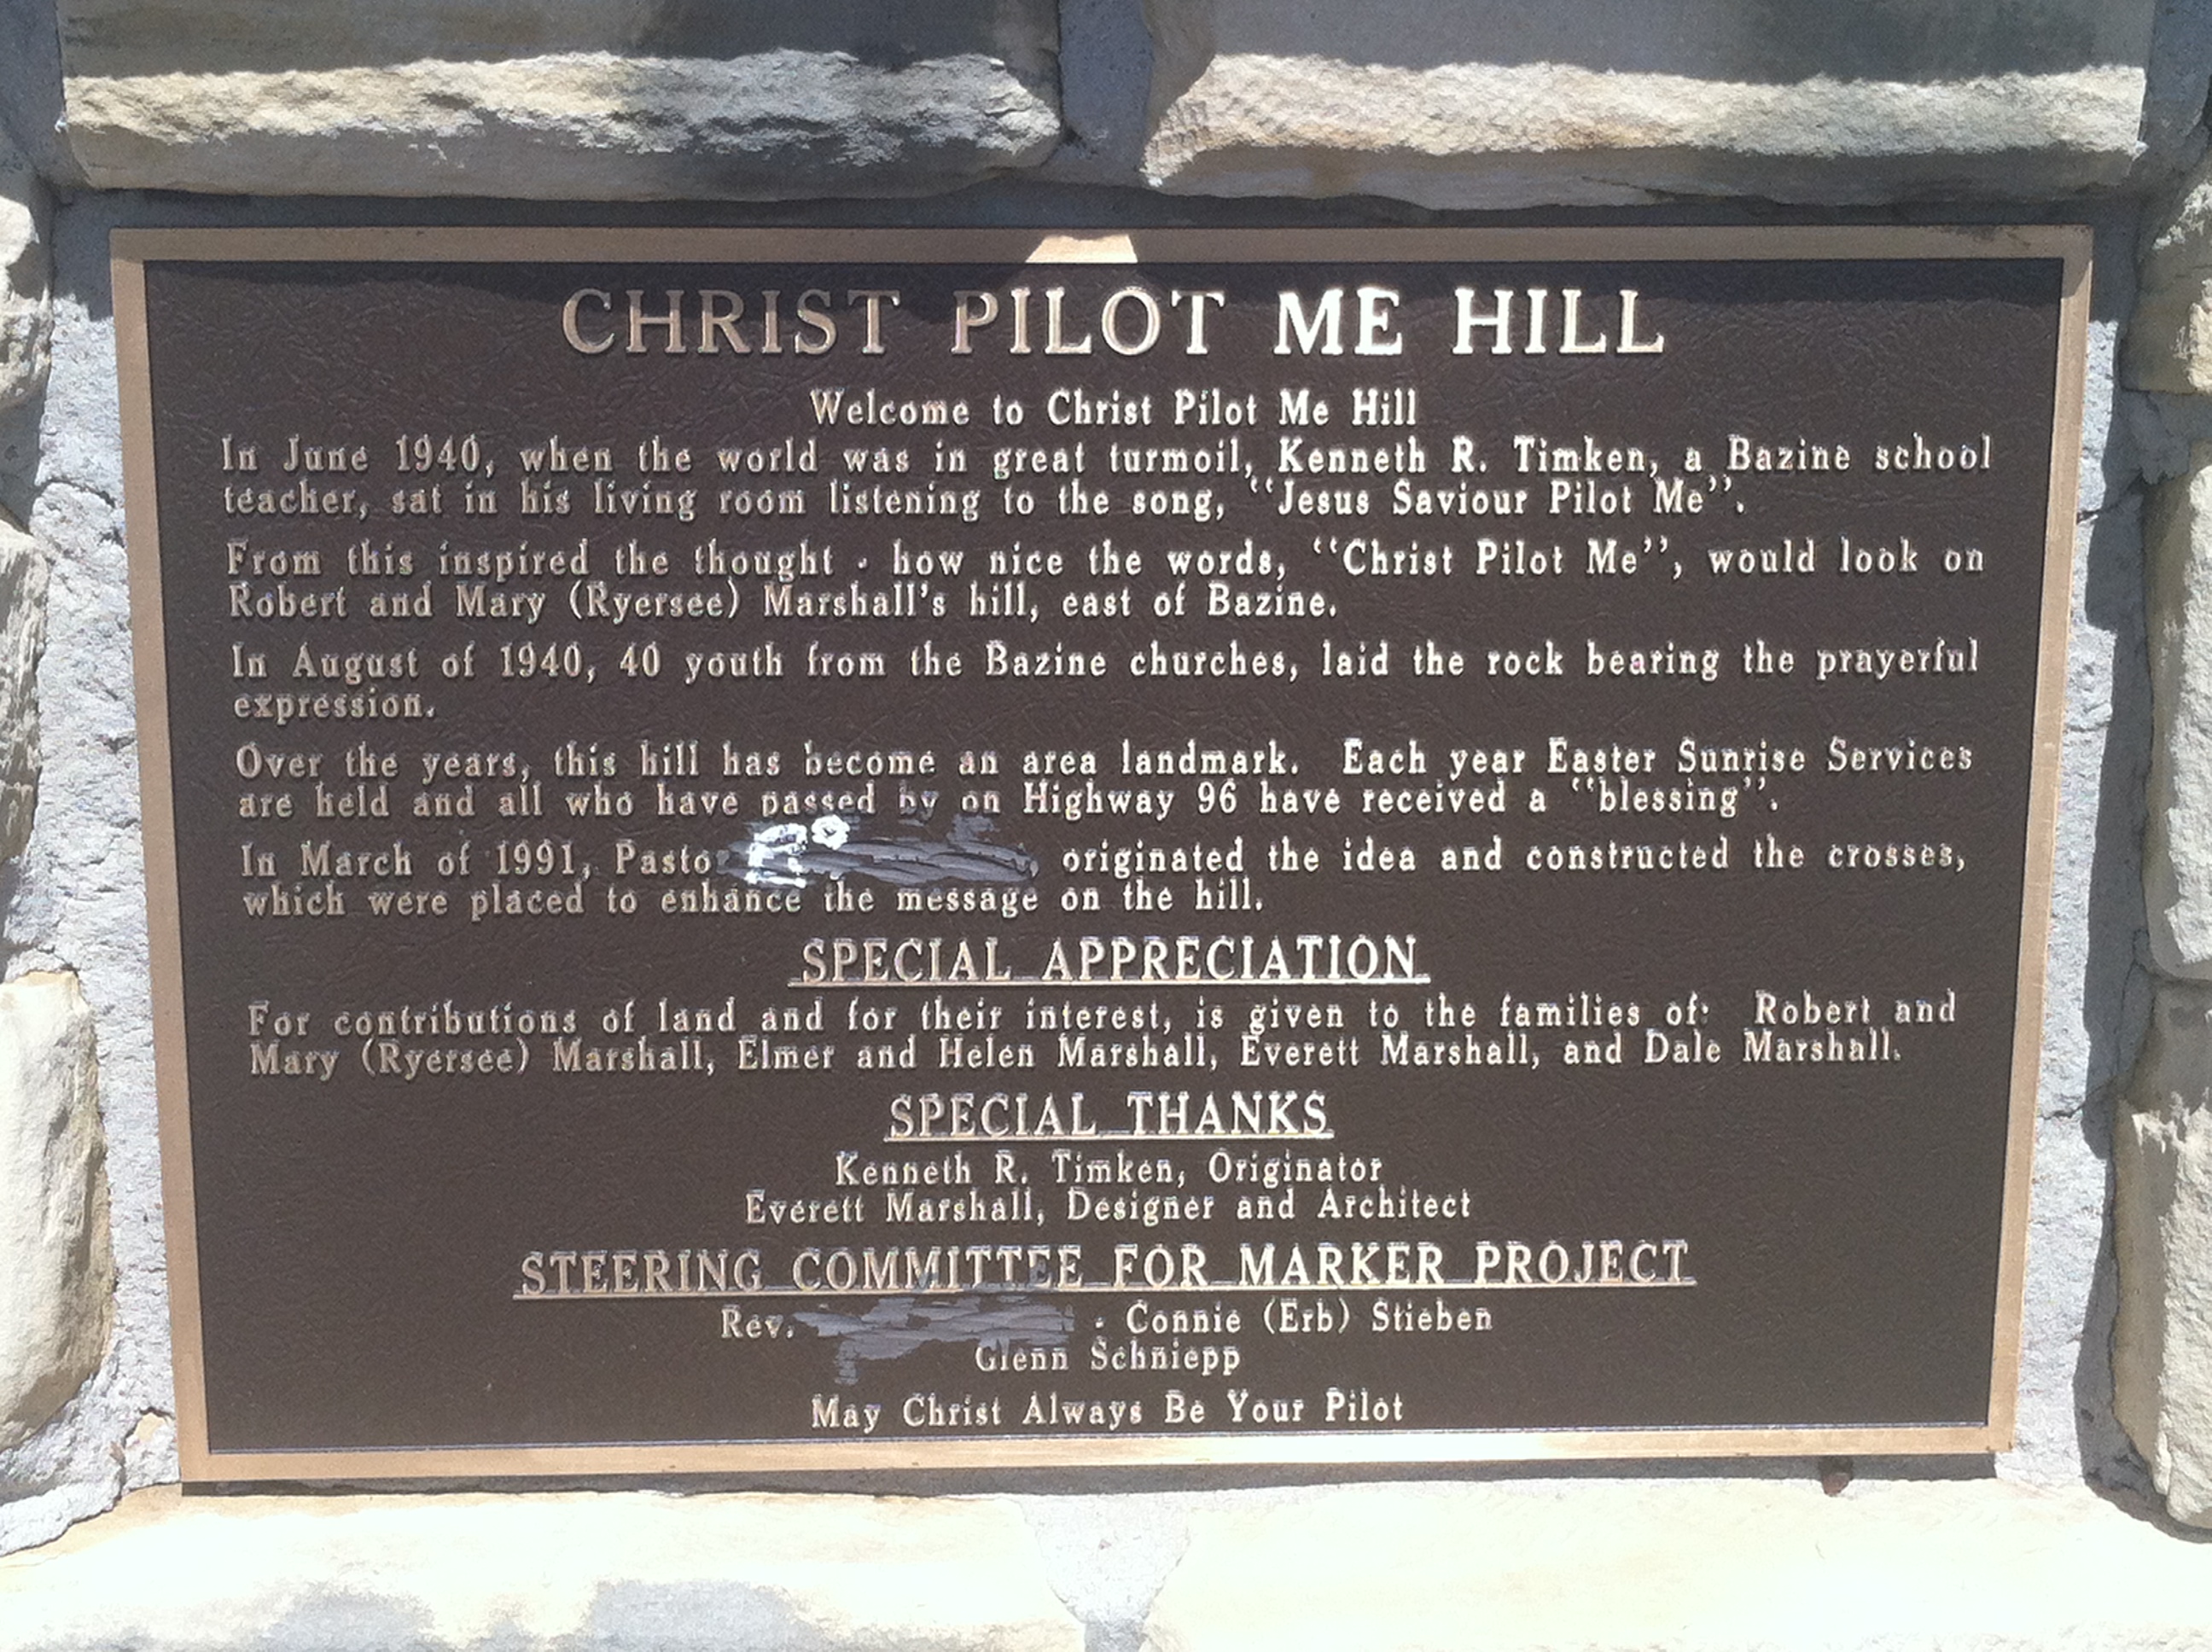 CHRIST PILOT ME HILL
Welcome to Christ Pilot Me Hill
In June 1940, when the world was in great turmoil, Kenneth R. Timken, a Bazine school
teacher, sat in his living room listening to the song, "Jesus Saviour Pilot Me".
From this inspired the thought - how nice the words, "Christ Pilot Me", would look on
Robert and Mary (Ryersee) Marshall's hill, east of Bazine.
In August of 1940, 40 youth from the Bazine churches, laid the rock bearing the prayerful
expression.
Over the years, this hill has become an area landmark. Each year Easter Sunrise Services
are held and all who have passed by on Highway 96 have received a "blessing".
In March of 1991, Pastor originated the idea and constructed the crosses,
which were placed to enhance the message on the hill.
SPECIAL APPRECIATION
For contributions of land and for their interest, is given to the families of: Robert and
Mary (Ryersee) Marshall, Elmer and Helen Marshall, Everett Marshall, and Dale Marshall.
SPECIAL THANKS
Kenneth R. Timken, Originator
Everett Marshall, Designer and Architect
STEERING COMMITTEE FOR MARKER PROJECT
Rev. - Connie (Erb) Stieben
Glenn Schniepp
May Christ Always Be Your Pilot